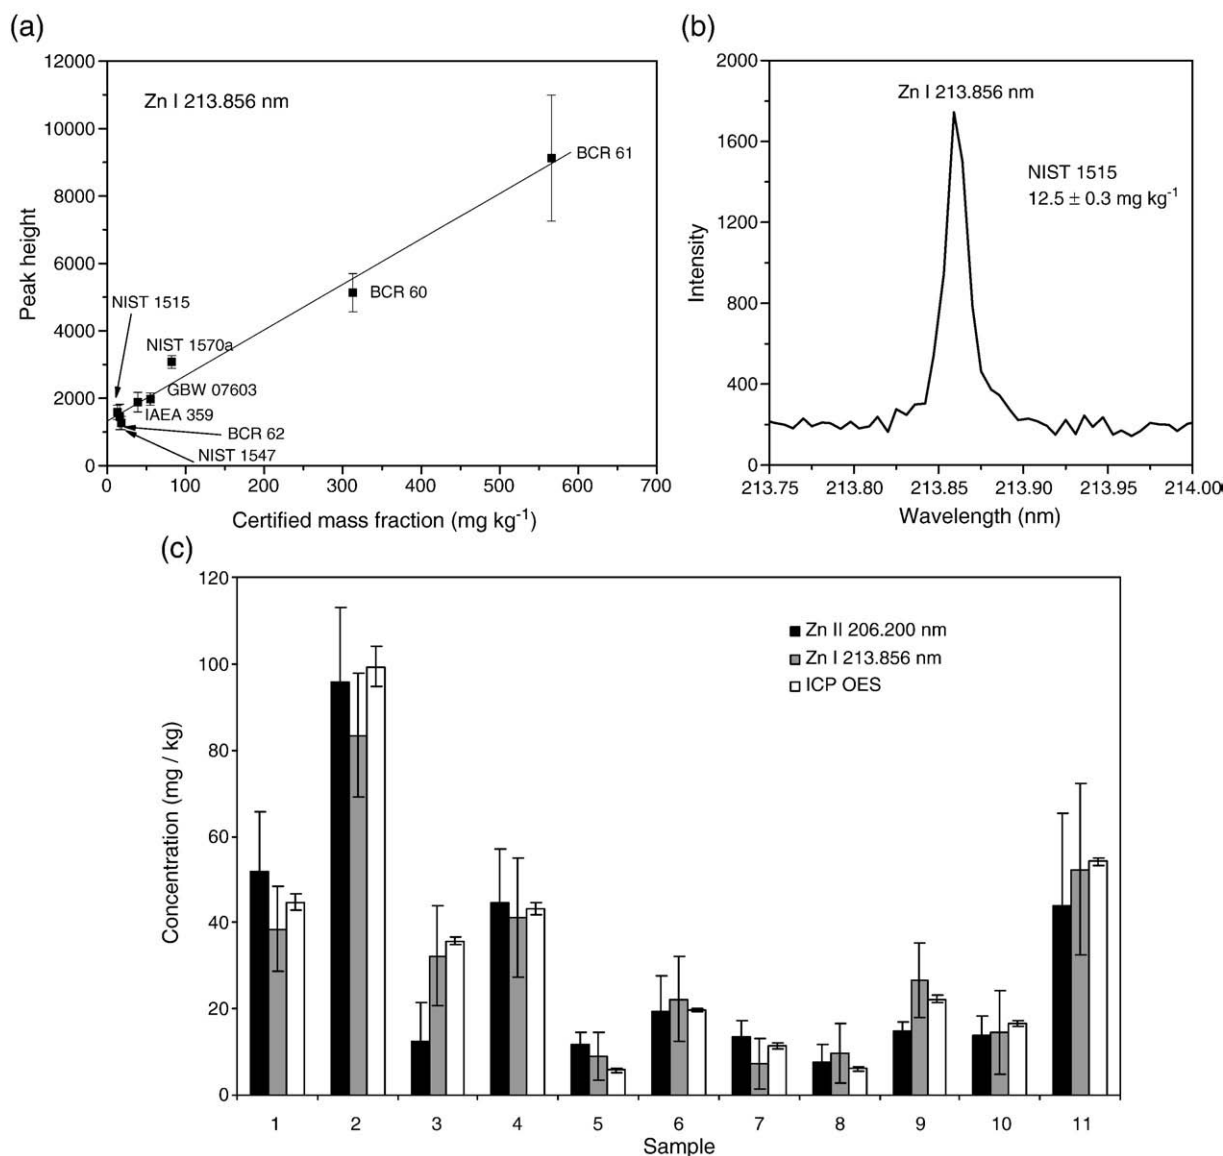 (a)
12000
10000
8000
6000
4000
2000
0
Peak height
Zn I 213.856 nm
BCR 61
BCR 60
NIST 1515
NIST 1570a
GBW 07603
IAEA 359
BCR 62
NIST 1547
0 100 200 300 400 500 600 700
Certified mass fraction (mg kg⁻¹)
(b)
2000
1600
1200
800
400
0
Intensity
Zn I 213.856 nm
NIST 1515
12.5 ± 0.3 mg kg⁻¹
213.75 213.80 213.85 213.90 213.95 214.00
Wavelength (nm)
(c)
120
100
80
60
40
20
0
Concentration (mg / kg)
Zn II 206.200 nm
Zn I 213.856 nm
ICP OES
1 2 3 4 5 6 7 8 9 10 11
Sample